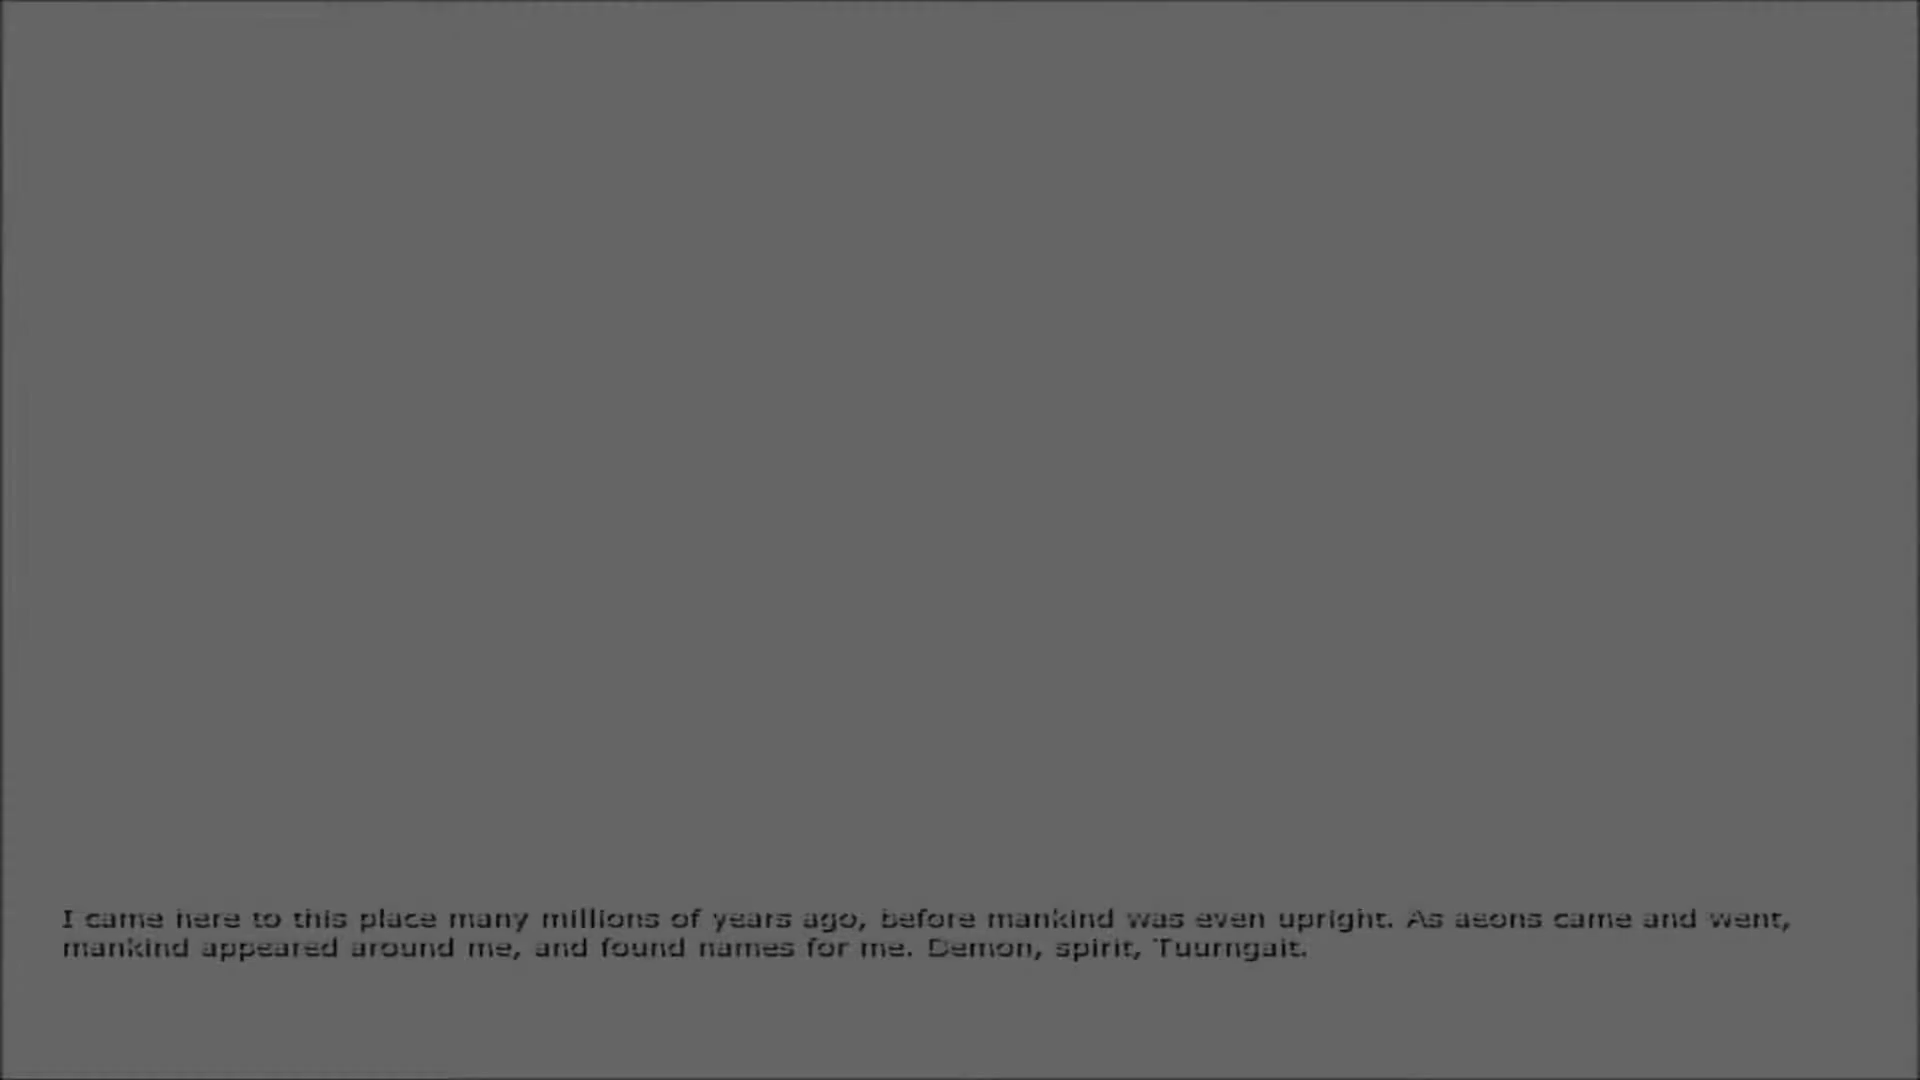 I came here to this place many millions of years ago, before mankind was even upright. As aeons came and went,
mankind appeared around me, and found names for me. Demon, spirit, Tuurngait.